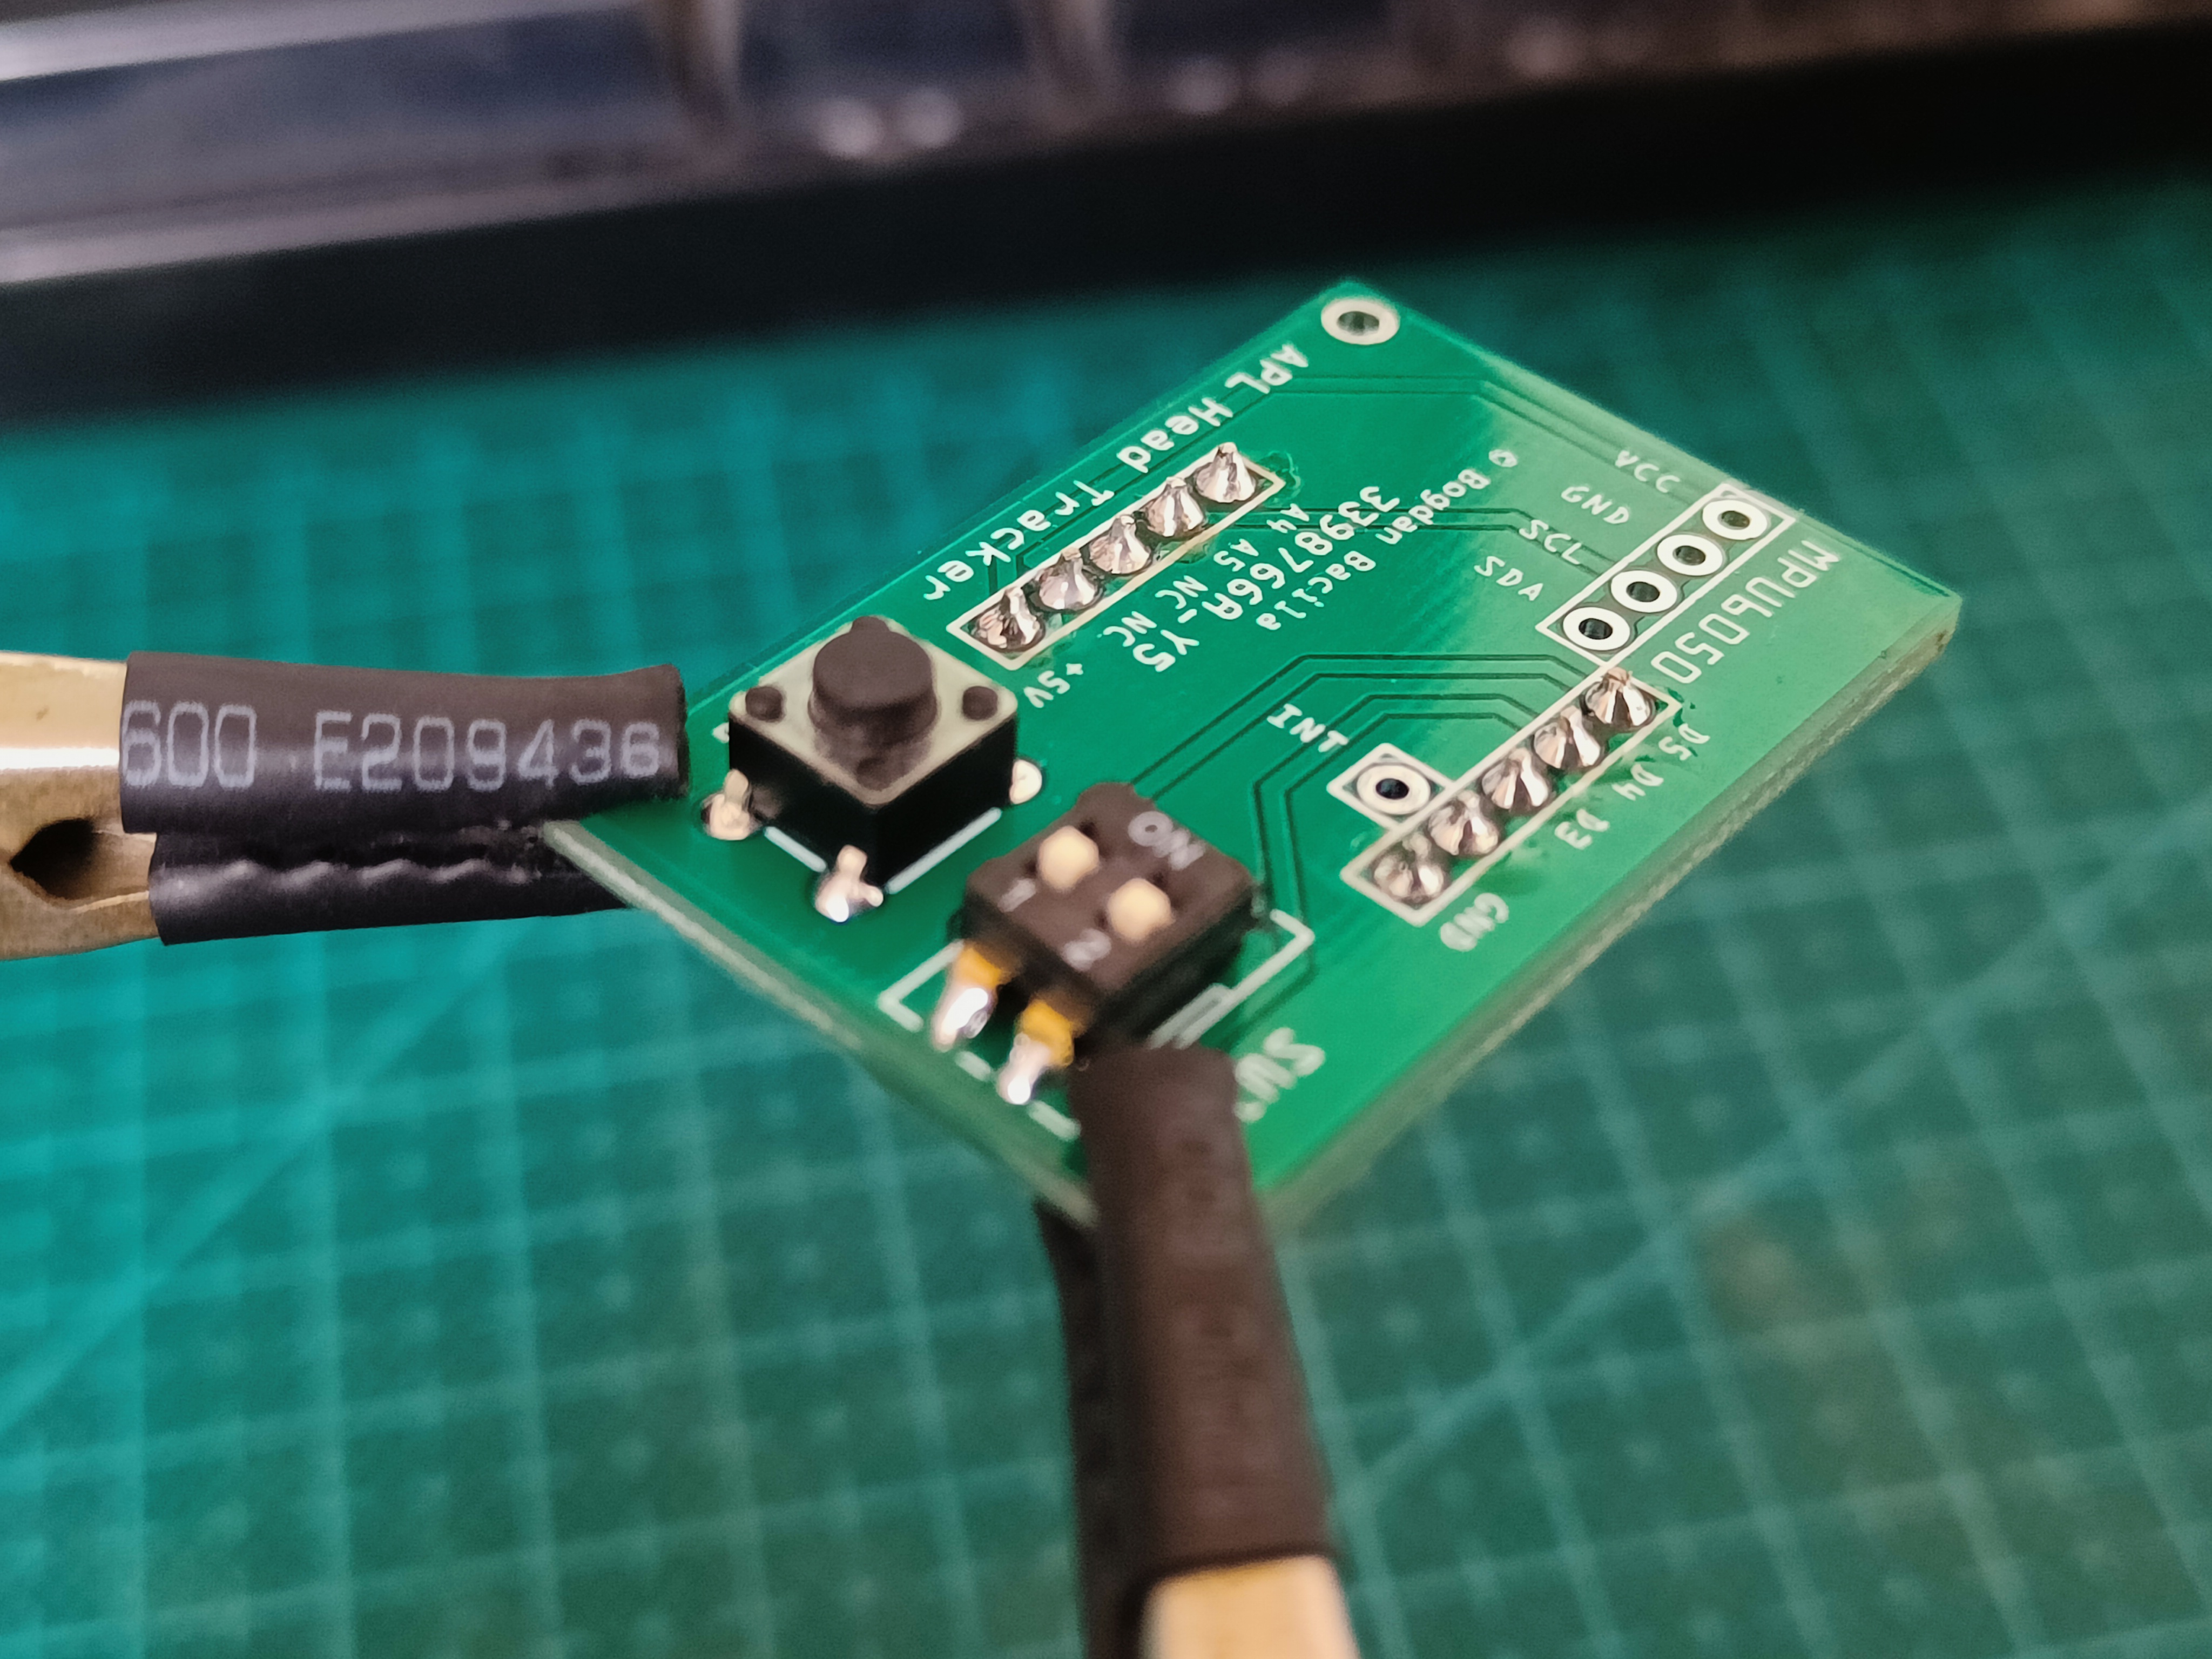 600 E209436
APL Head Tracker
© Bogdan Bacila
3398766A-Y5
A4 A5 NC NC +5V
VCC
GND
SCL
SDA
MPU6050
INT
D5 D4 D3 GND
ON
1 2